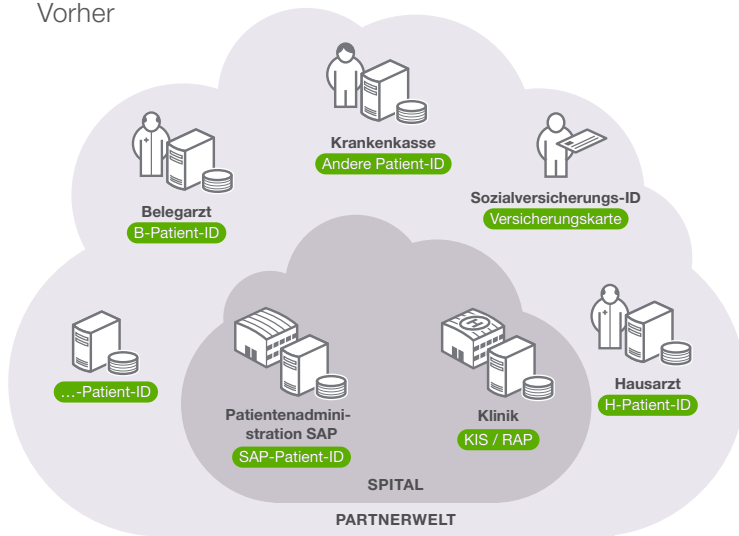 Vorher
Krankenkasse
Andere Patient-ID
Belegarzt
B-Patient-ID
Sozialversicherungs-ID
Versicherungskarte
…-Patient-ID
Patientenadmini-
stration SAP
SAP-Patient-ID
H
Klinik
KIS / RAP
Hausarzt
H-Patient-ID
SPITAL
PARTNERWELT